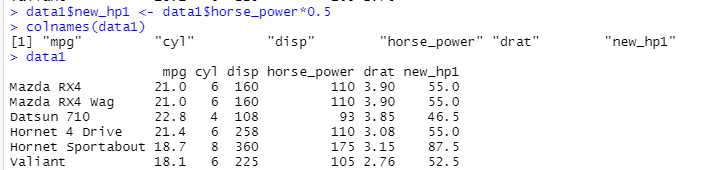 > data1$new_hp1 <- data1$horse_power*0.5
> colnames(data1)
[1] "mpg" "cyl" "disp" "horse_power" "drat" "new_hp1"
> data1
mpg cyl disp horse_power drat new_hp1
Mazda RX4 21.0 6 160 110 3.90 55.0
Mazda RX4 Wag 21.0 6 160 110 3.90 55.0
Datsun 710 22.8 4 108 93 3.85 46.5
Hornet 4 Drive 21.4 6 258 110 3.08 55.0
Hornet Sportabout 18.7 8 360 175 3.15 87.5
Valiant 18.1 6 225 105 2.76 52.5